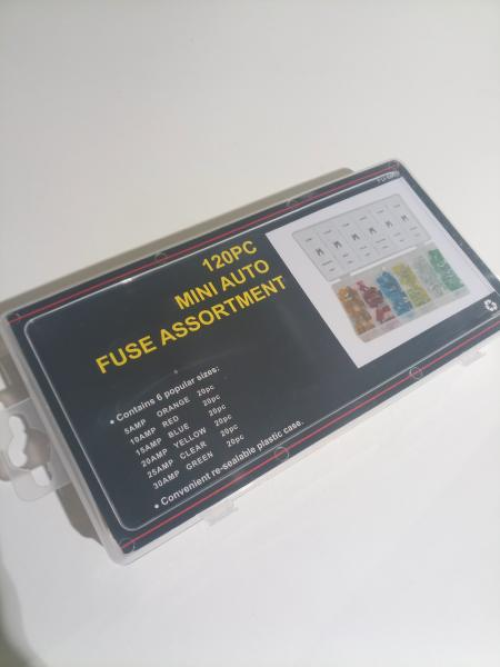 120PC
MINI AUTO
FUSE ASSORTMENT
• Contains 6 popular sizes:
5AMP ORANGE 20pc
10AMP RED 20pc
15AMP BLUE 20pc
20AMP YELLOW 20pc
25AMP CLEAR 20pc
30AMP GREEN 20pc
• Convenient re-sealable plastic case.